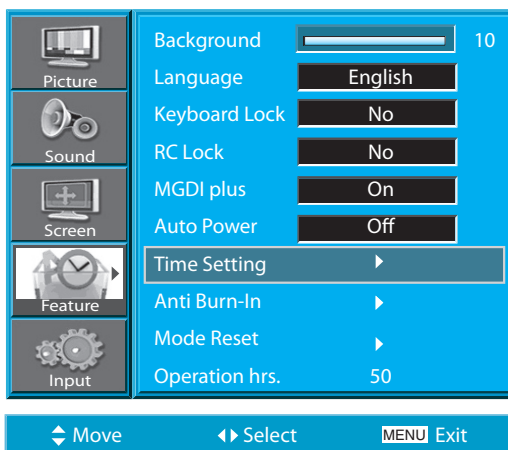 Picture
Sound
Screen
Feature
Input
Background 10
Language English
Keyboard Lock No
RC Lock No
MGDI plus On
Auto Power Off
Time Setting
Anti Burn-In
Mode Reset
Operation hrs. 50
Move Select MENU Exit